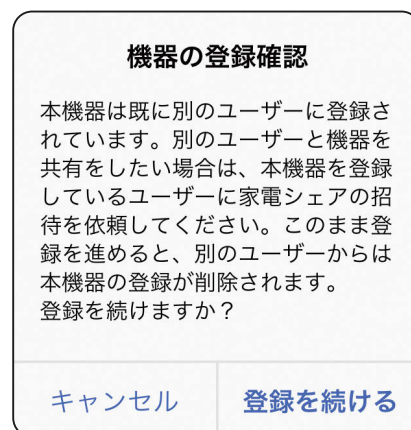 機器の登録確認
本機器は既に別のユーザーに登録さ
れています。別のユーザーと機器を
共有をしたい場合は、本機器を登録
しているユーザーに家電シェアの招
待を依頼してください。このまま登
録を進めると、別のユーザーからは
本機器の登録が削除されます。
登録を続けますか？
キャンセル 登録を続ける